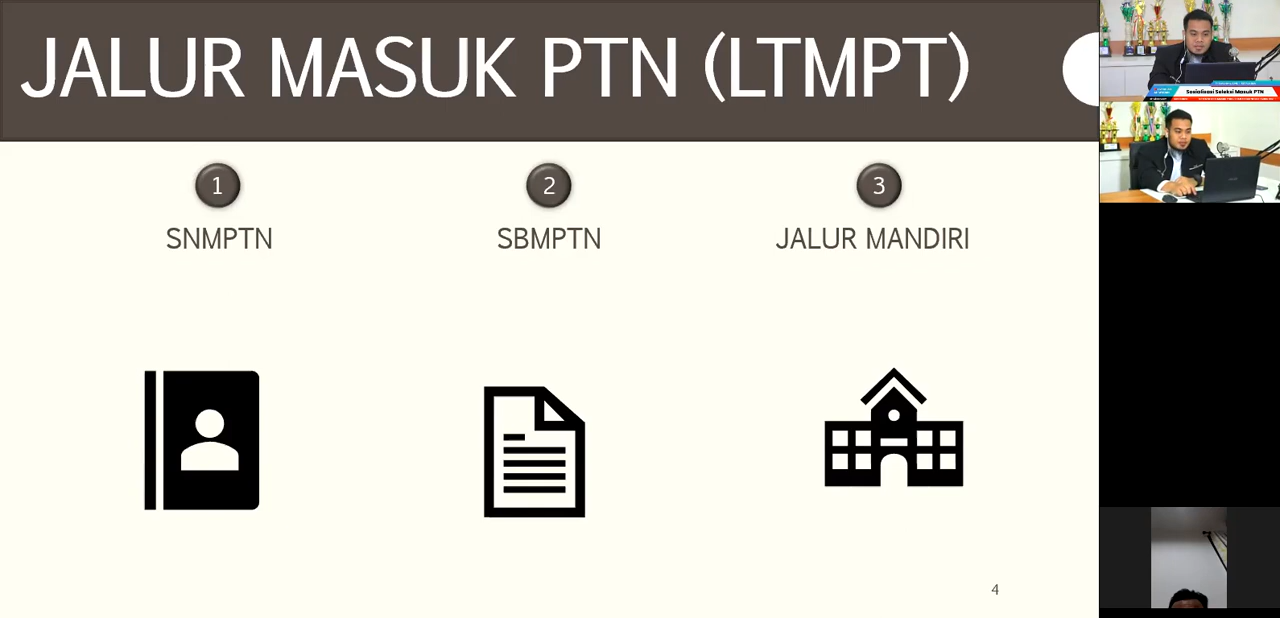 JALUR MASUK PTN (LTMPT)
1
SNMPTN
2
SBMPTN
3
JALUR MANDIRI
4
Sosialisasi Seleksi Masuk PTN